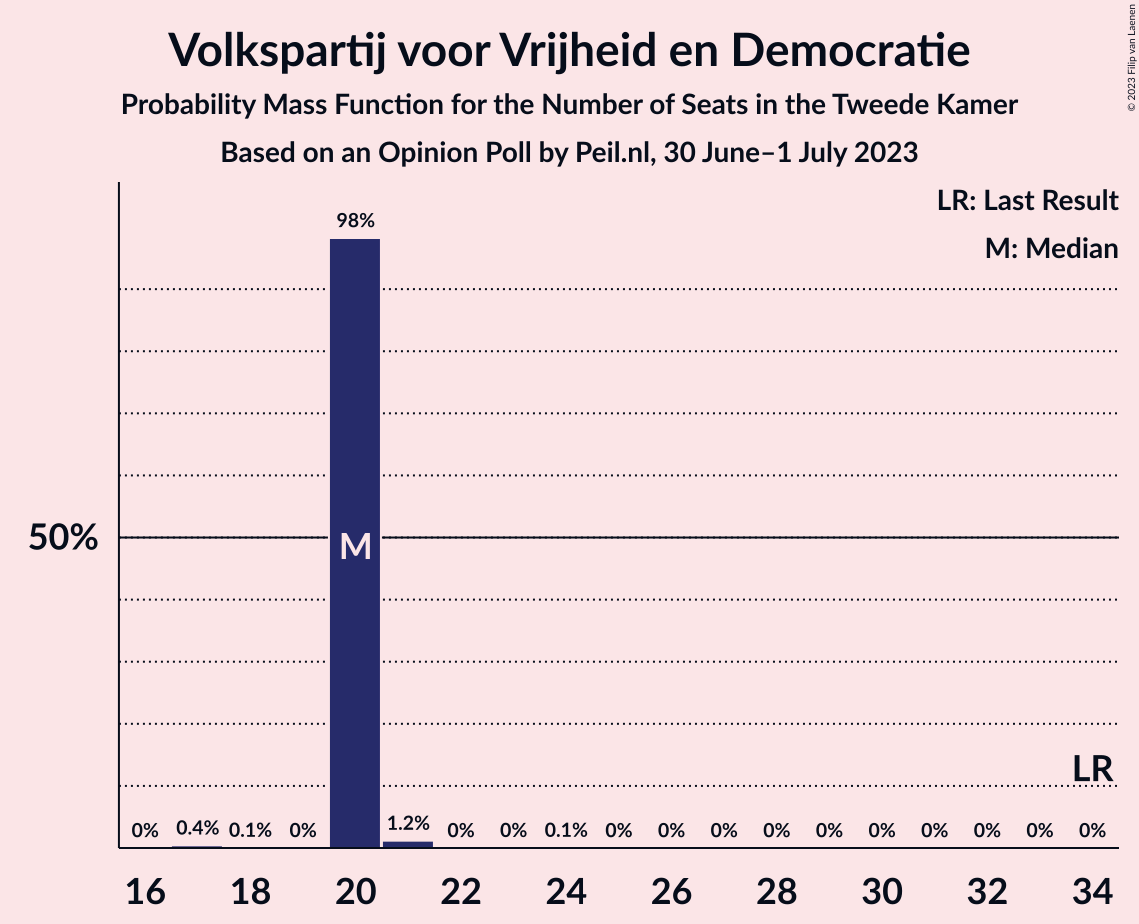 Volkspartij voor Vrijheid en Democratie
Probability Mass Function for the Number of Seats in the Tweede Kamer
Based on an Opinion Poll by Peil.nl, 30 June–1 July 2023
© 2023 Filip van Laenen
LR: Last Result
M: Median
98%
50%
M
LR
0% 0.4% 0.1% 0% 1.2% 0% 0% 0.1% 0% 0% 0% 0% 0% 0% 0% 0% 0% 0%
16 18 20 22 24 26 28 30 32 34